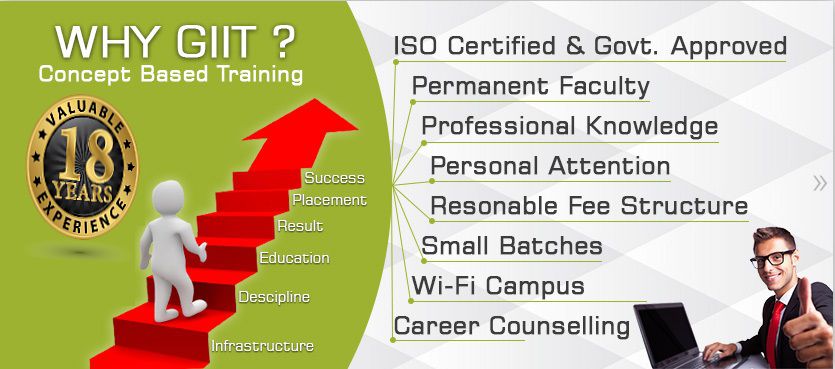 WHY GIIT ?
Concept Based Training
VALUABLE
18
YEARS
EXPERIENCE
Success
Placement
Result
Education
Descipline
Infrastructure
ISO Certified & Govt. Approved
Permanent Faculty
Professional Knowledge
Personal Attention
Resonable Fee Structure
Small Batches
Wi-Fi Campus
Career Counselling